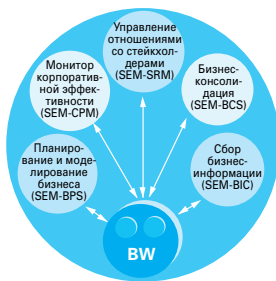 Управление
отношениями
со стейкхол-
дерами
(SEM-SRM)
Монитор
корпоратив-
ной эффек-
тивности
(SEM-CPM)
Бизнес-
консоли-
дация
(SEM-BCS)
Планиро-
вание и моде-
лирование
бизнеса
(SEM-BPS)
Сбор
бизнес-
информации
(SEM-BIC)
BW